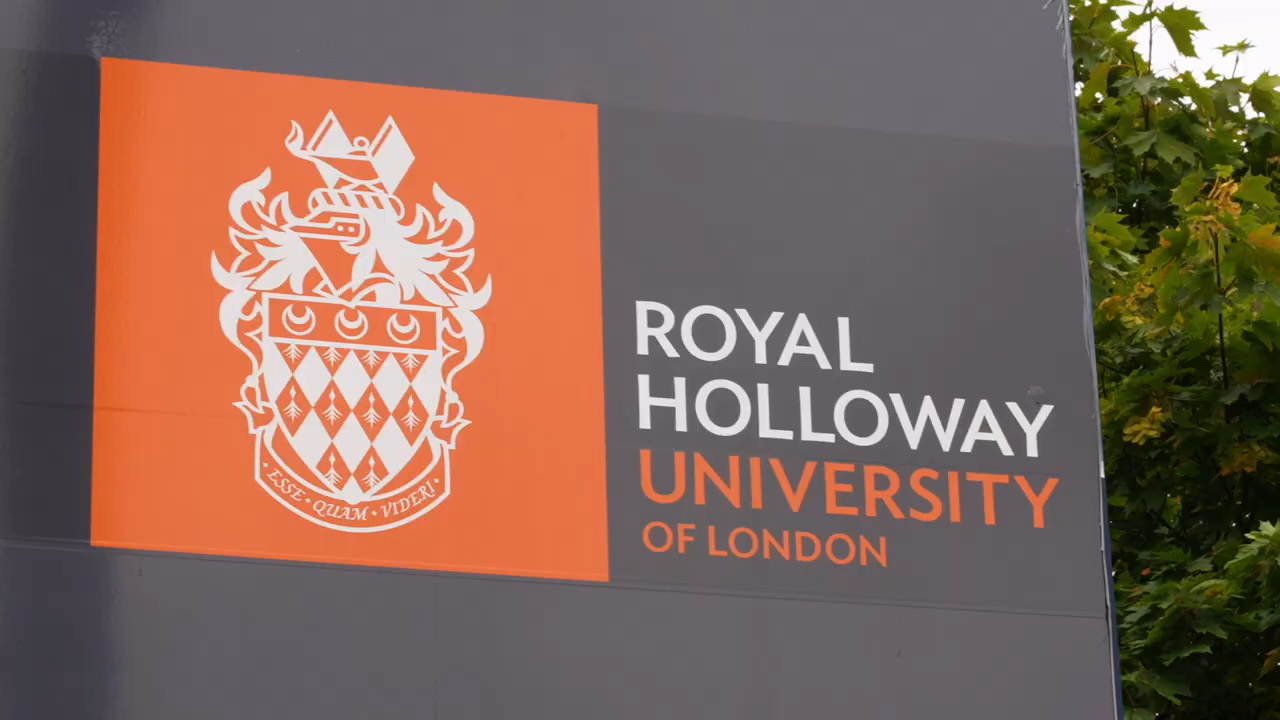 ESSE • QUAM • VIDERI
ROYAL
HOLLOWAY
UNIVERSITY
OF LONDON